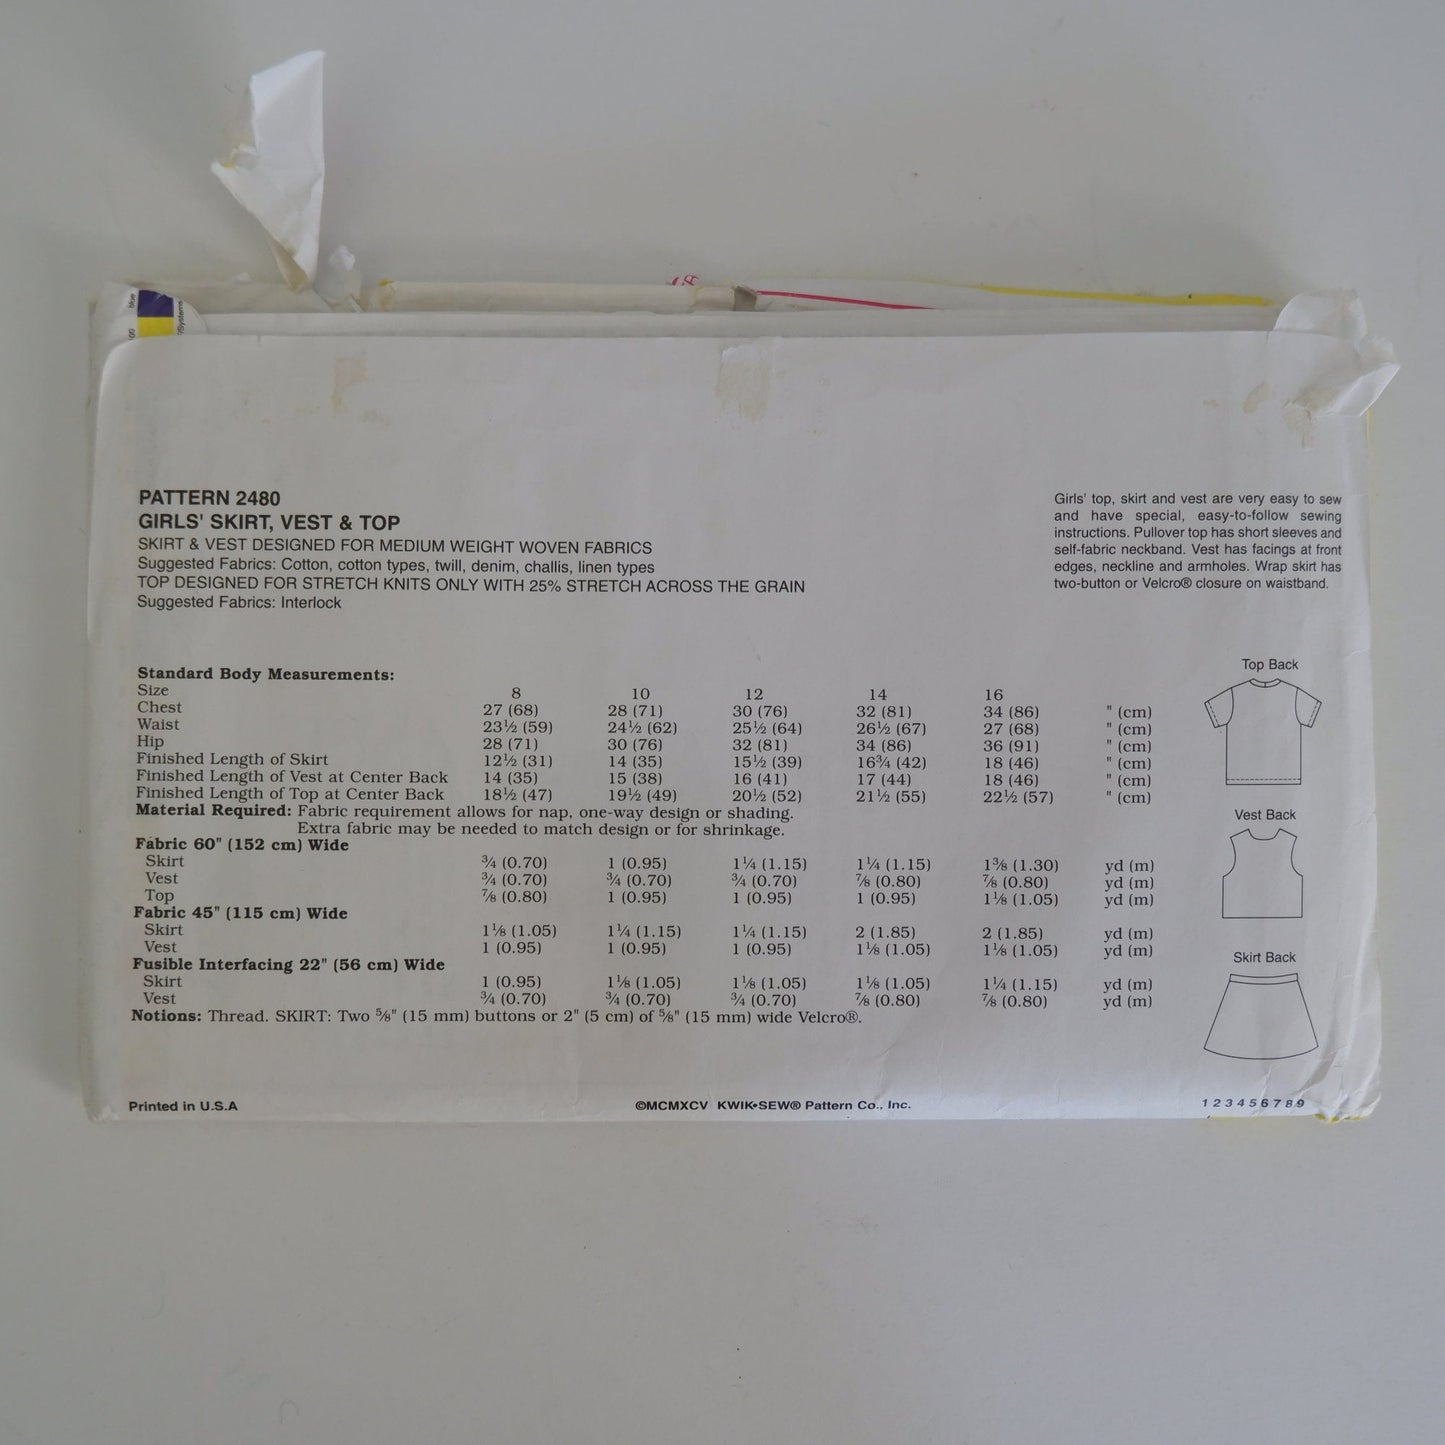 blue
00
/Systems
PATTERN 2480
GIRLS' SKIRT, VEST & TOP
SKIRT & VEST DESIGNED FOR MEDIUM WEIGHT WOVEN FABRICS
Suggested Fabrics: Cotton, cotton types, twill, denim, challis, linen types
TOP DESIGNED FOR STRETCH KNITS ONLY WITH 25% STRETCH ACROSS THE GRAIN
Suggested Fabrics: Interlock
Girls' top, skirt and vest are very easy to sew
and have special, easy-to-follow sewing
instructions. Pullover top has short sleeves and
self-fabric neckband. Vest has facings at front
edges, neckline and armholes. Wrap skirt has
two-button or Velcro® closure on waistband.
Standard Body Measurements:
Size 8 10 12 14 16
Chest 27 (68) 28 (71) 30 (76) 32 (81) 34 (86) " (cm)
Waist 23½ (59) 24½ (62) 25½ (64) 26½ (67) 27 (68) " (cm)
Hip 28 (71) 30 (76) 32 (81) 34 (86) 36 (91) " (cm)
Finished Length of Skirt 12½ (31) 14 (35) 15½ (39) 16¾ (42) 18 (46) " (cm)
Finished Length of Vest at Center Back 14 (35) 15 (38) 16 (41) 17 (44) 18 (46) " (cm)
Finished Length of Top at Center Back 18½ (47) 19½ (49) 20½ (52) 21½ (55) 22½ (57) " (cm)
Material Required: Fabric requirement allows for nap, one-way design or shading.
Extra fabric may be needed to match design or for shrinkage.
Fabric 60" (152 cm) Wide
Skirt ¾ (0.70) 1 (0.95) 1¼ (1.15) 1¼ (1.15) 1⅜ (1.30) yd (m)
Vest ¾ (0.70) ¾ (0.70) ¾ (0.70) ⅞ (0.80) ⅞ (0.80) yd (m)
Top ⅞ (0.80) 1 (0.95) 1 (0.95) 1 (0.95) 1⅛ (1.05) yd (m)
Fabric 45" (115 cm) Wide
Skirt 1⅛ (1.05) 1¼ (1.15) 1¼ (1.15) 2 (1.85) 2 (1.85) yd (m)
Vest 1 (0.95) 1 (0.95) 1 (0.95) 1⅛ (1.05) 1⅛ (1.05) yd (m)
Fusible Interfacing 22" (56 cm) Wide
Skirt 1 (0.95) 1⅛ (1.05) 1⅛ (1.05) 1⅛ (1.05) 1¼ (1.15) yd (m)
Vest ¾ (0.70) ¾ (0.70) ¾ (0.70) ⅞ (0.80) ⅞ (0.80) yd (m)
Notions: Thread. SKIRT: Two ⅝" (15 mm) buttons or 2" (5 cm) of ⅝" (15 mm) wide Velcro®.
Top Back
Vest Back
Skirt Back
Printed in U.S.A
©MCMXCV KWIK•SEW® Pattern Co., Inc.
1 2 3 4 5 6 7 8 9